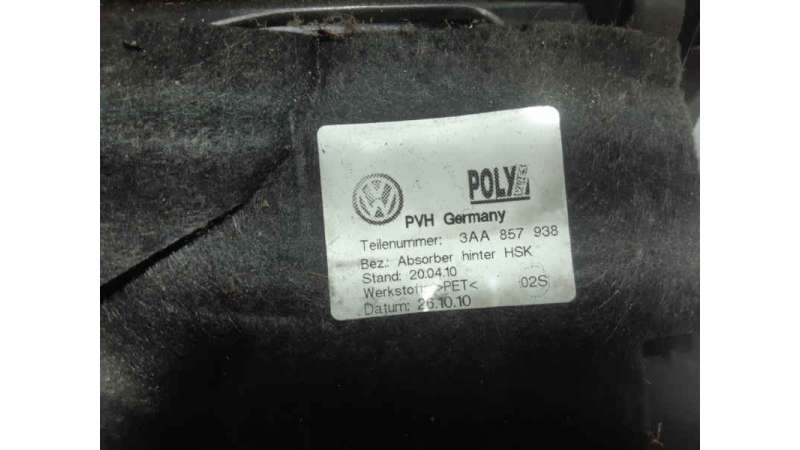 POLY
PVH Germany
Teilenummer: 3AA 857 938
Bez.: Absorber hinter HSK
Stand: 20.04.10
Werkstoff: >PET< 02S
Datum: 26.10.10